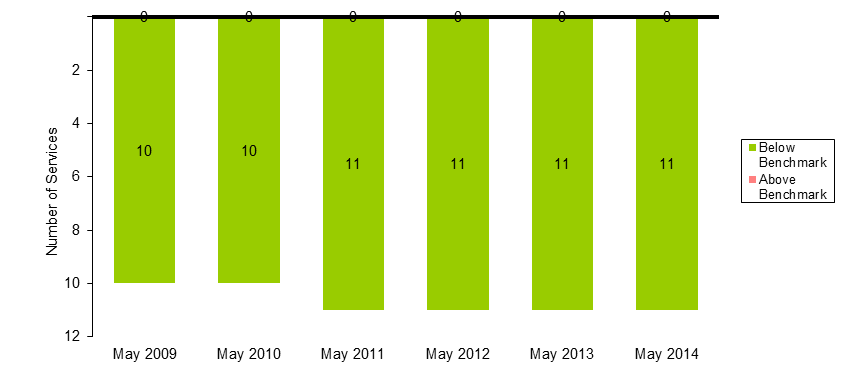 0 0 0 0 0 0
2
4
6
8
10
12
Number of Services
10 10 11 11 11 11
May 2009 May 2010 May 2011 May 2012 May 2013 May 2014
Below
Benchmark
Above
Benchmark